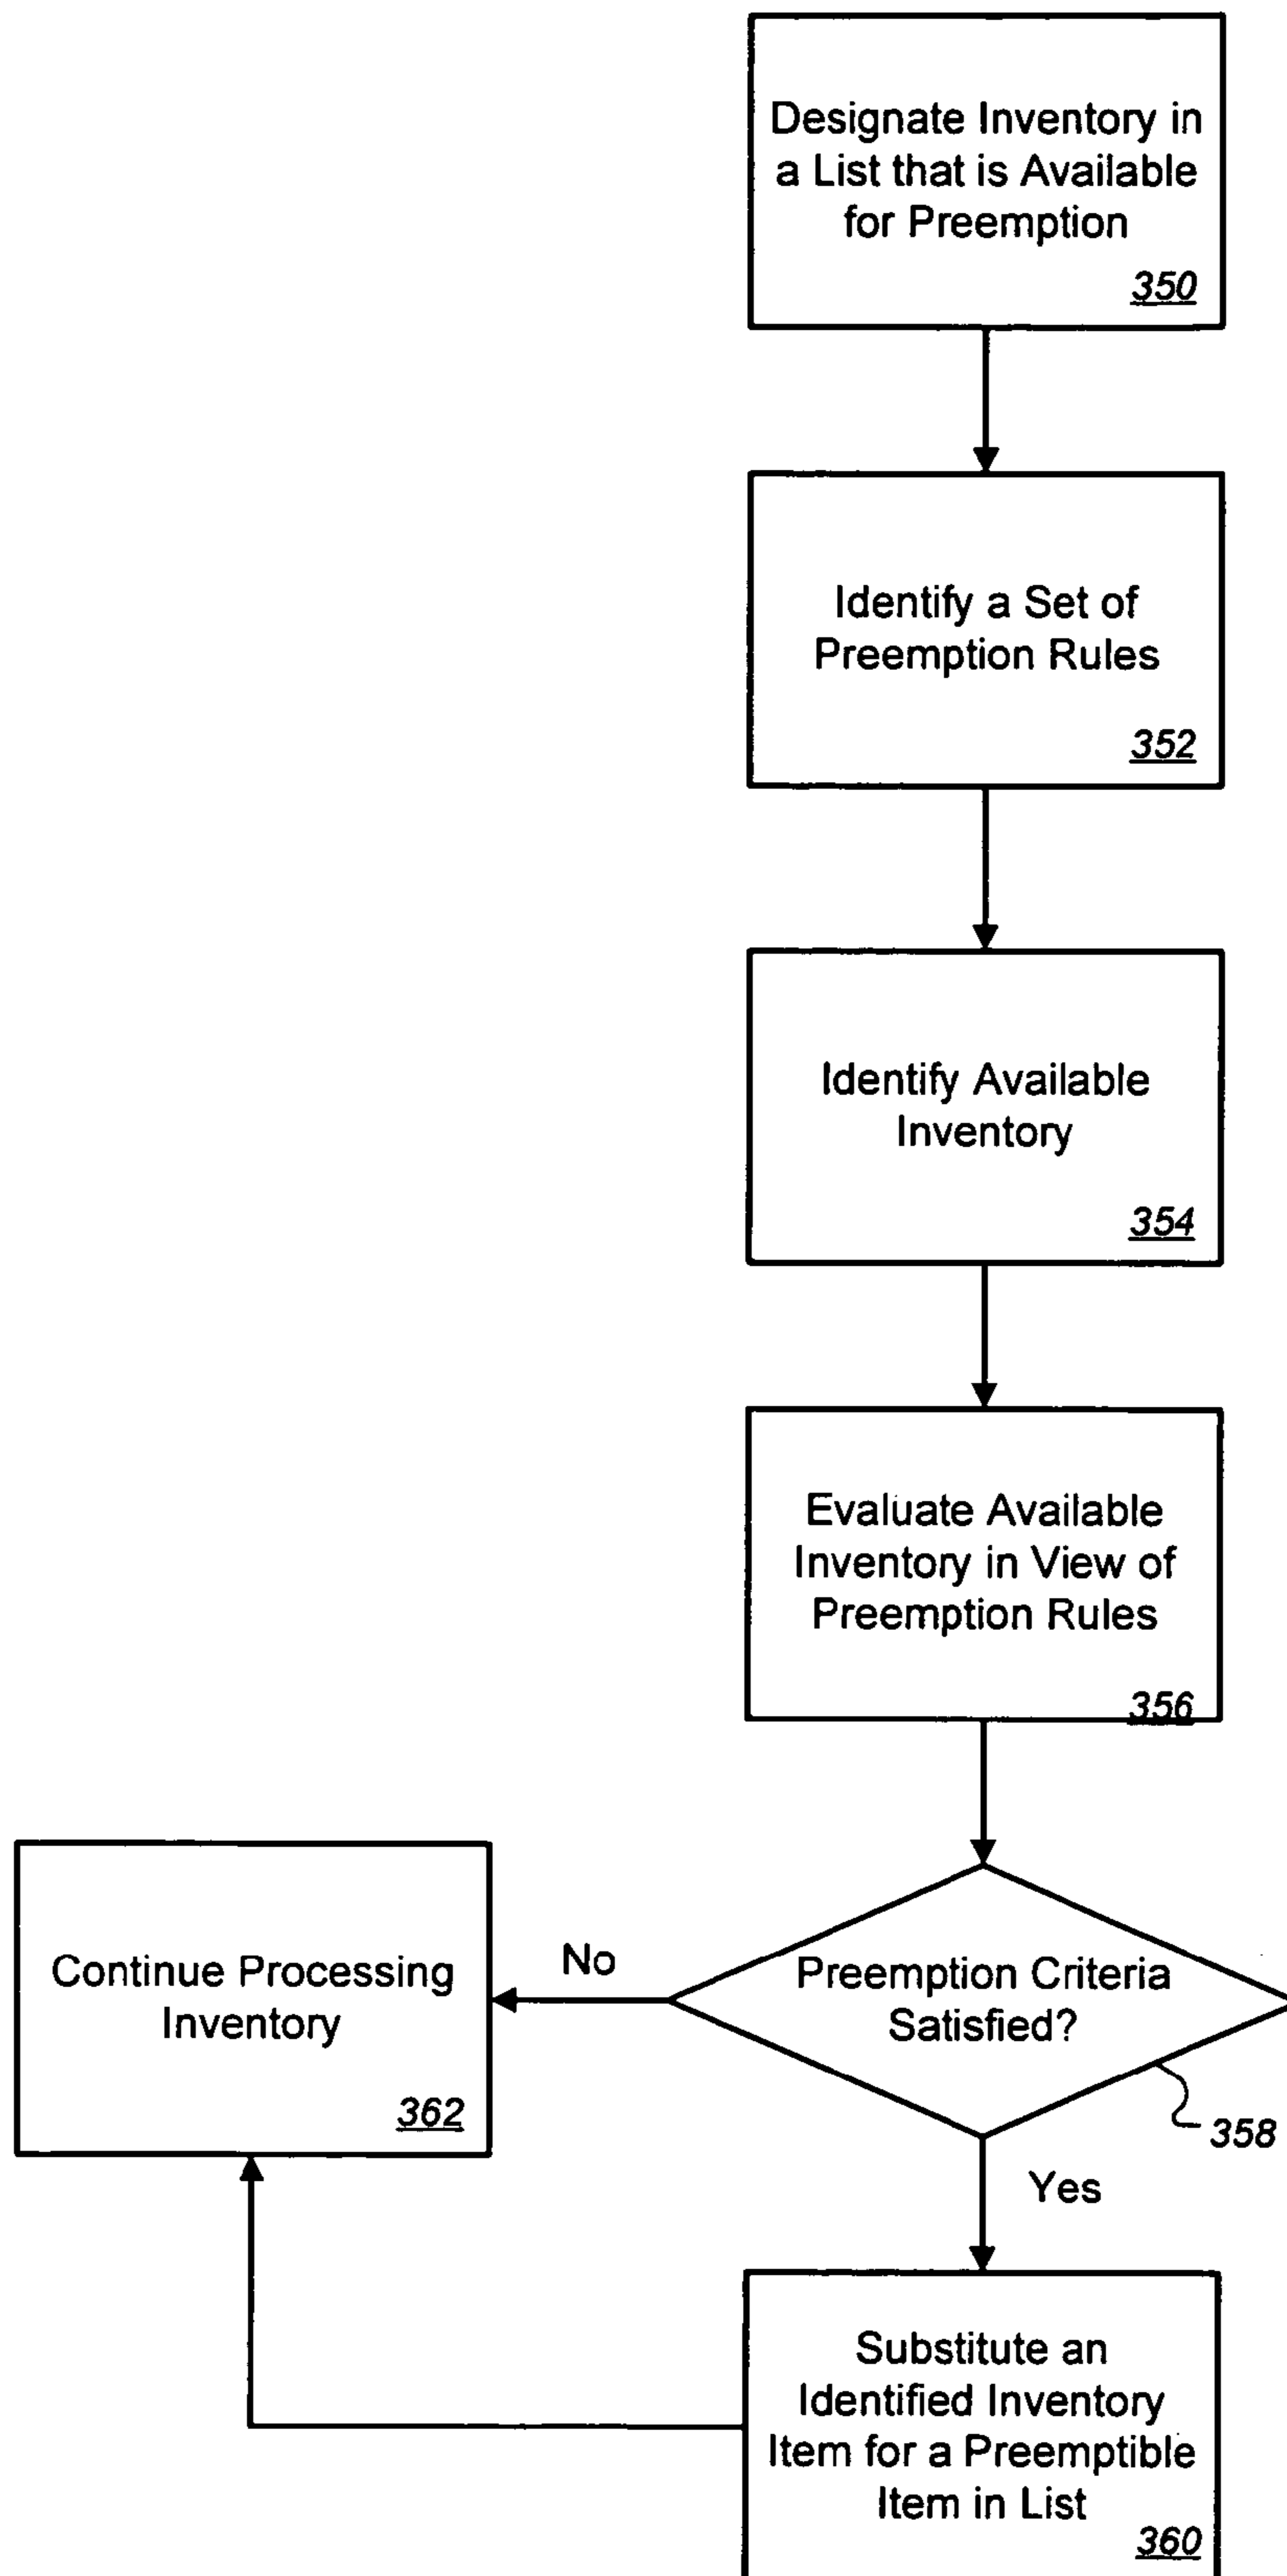 Designate Inventory in
a List that is Available
for Preemption
350
Identify a Set of
Preemption Rules
352
Identify Available
Inventory
354
Evaluate Available
Inventory in View of
Preemption Rules
356
Continue Processing
Inventory
362
No
Preemption Criteria
Satisfied?
358
Yes
Substitute an
Identified Inventory
Item for a Preemptible
Item in List
360